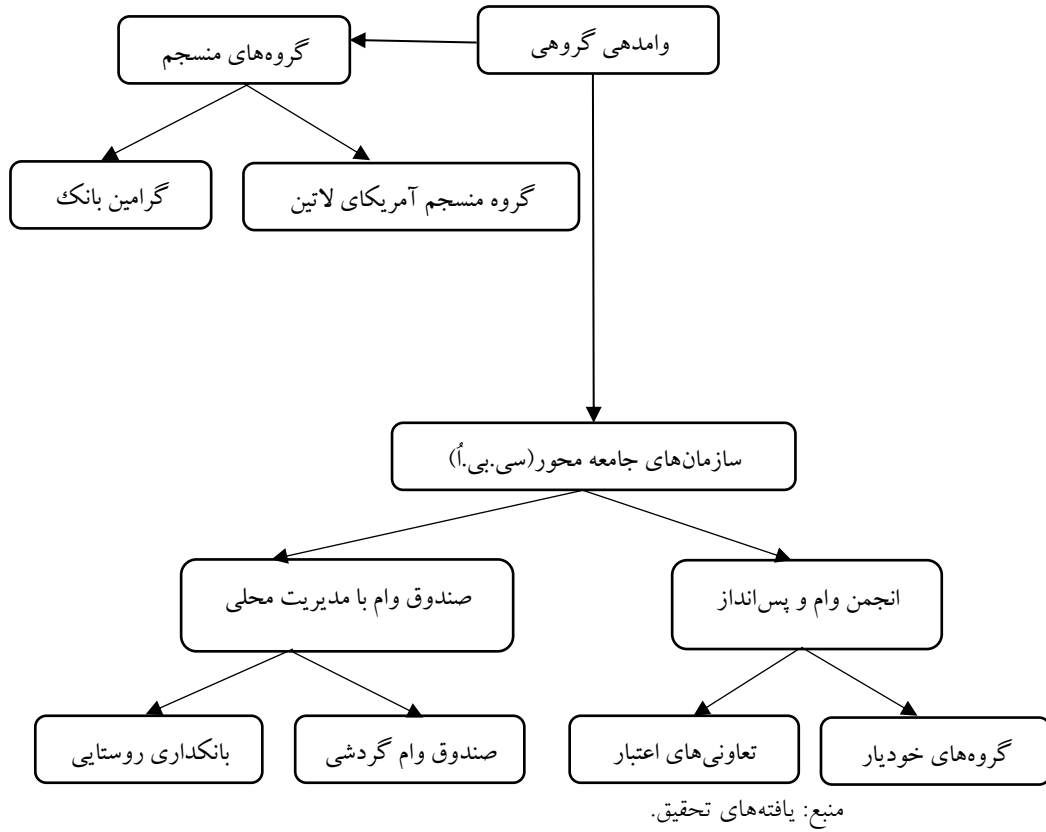 وامدهی گروهی
گروه‌های منسجم
گروه منسجم آمریکای لاتین
گرامین بانک
سازمان‌های جامعه محور(سی.بی.اُ)
انجمن وام و پس‌انداز
صندوق وام با مدیریت محلی
گروه‌های خودیار
تعاونی‌های اعتبار
صندوق وام گردشی
بانکداری روستایی
منبع: یافته‌های تحقیق.